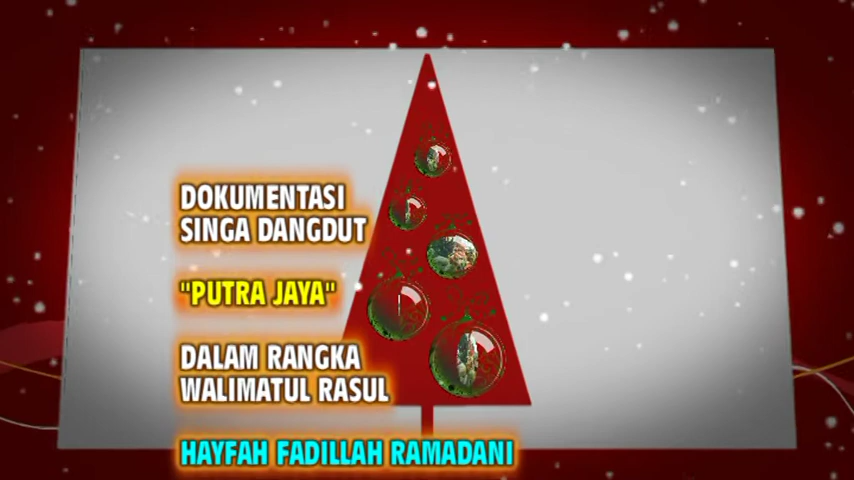 DOKUMENTASI
SINGA DANGDUT
"PUTRA JAYA"
DALAM RANGKA
WALIMATUL RASUL
HAYFAH FADILLAH RAMADANI